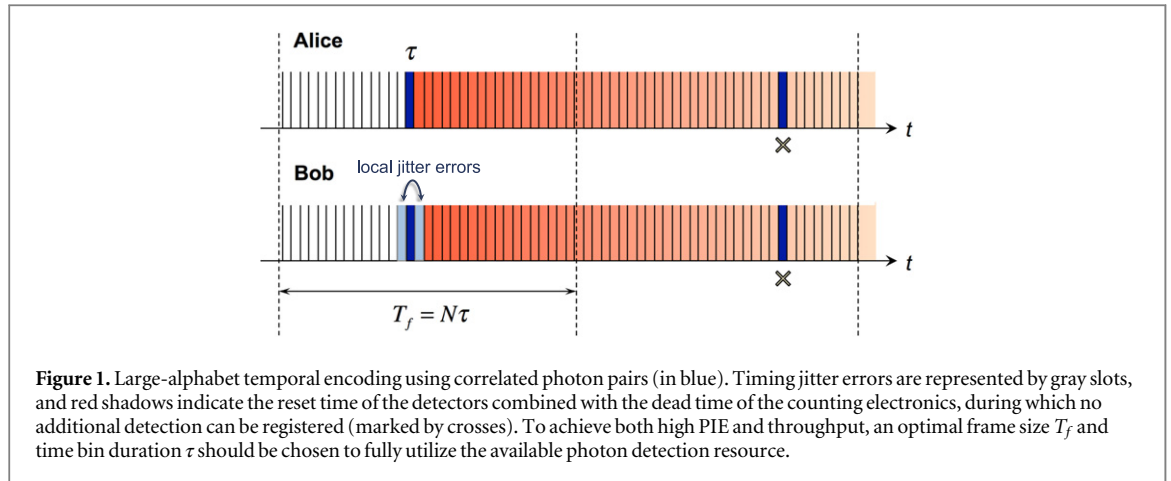 Alice
τ
t
Bob
local jitter errors
t
T_f = Nτ
Figure 1. Large-alphabet temporal encoding using correlated photon pairs (in blue). Timing jitter errors are represented by gray slots,
and red shadows indicate the reset time of the detectors combined with the dead time of the counting electronics, during which no
additional detection can be registered (marked by crosses). To achieve both high PIE and throughput, an optimal frame size T_f and
time bin duration τ should be chosen to fully utilize the available photon detection resource.